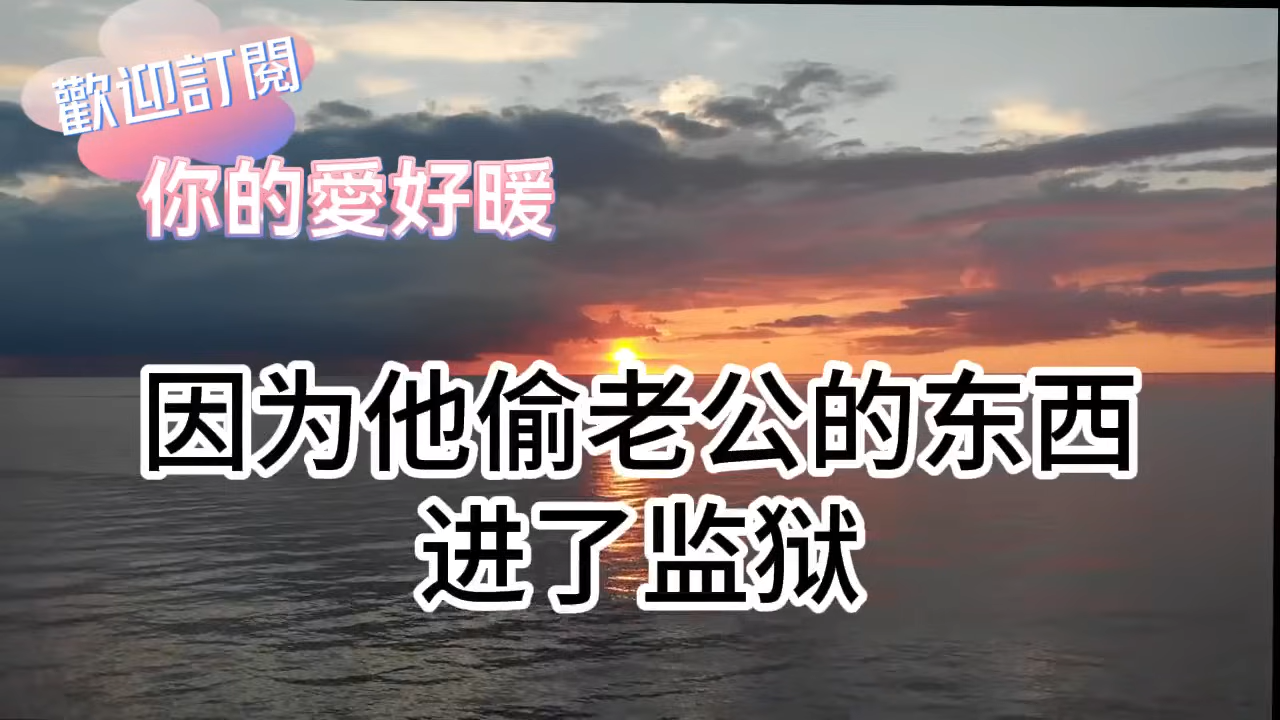 歡迎訂閱
你的愛好暖
因为他偷老公的东西
进了监狱